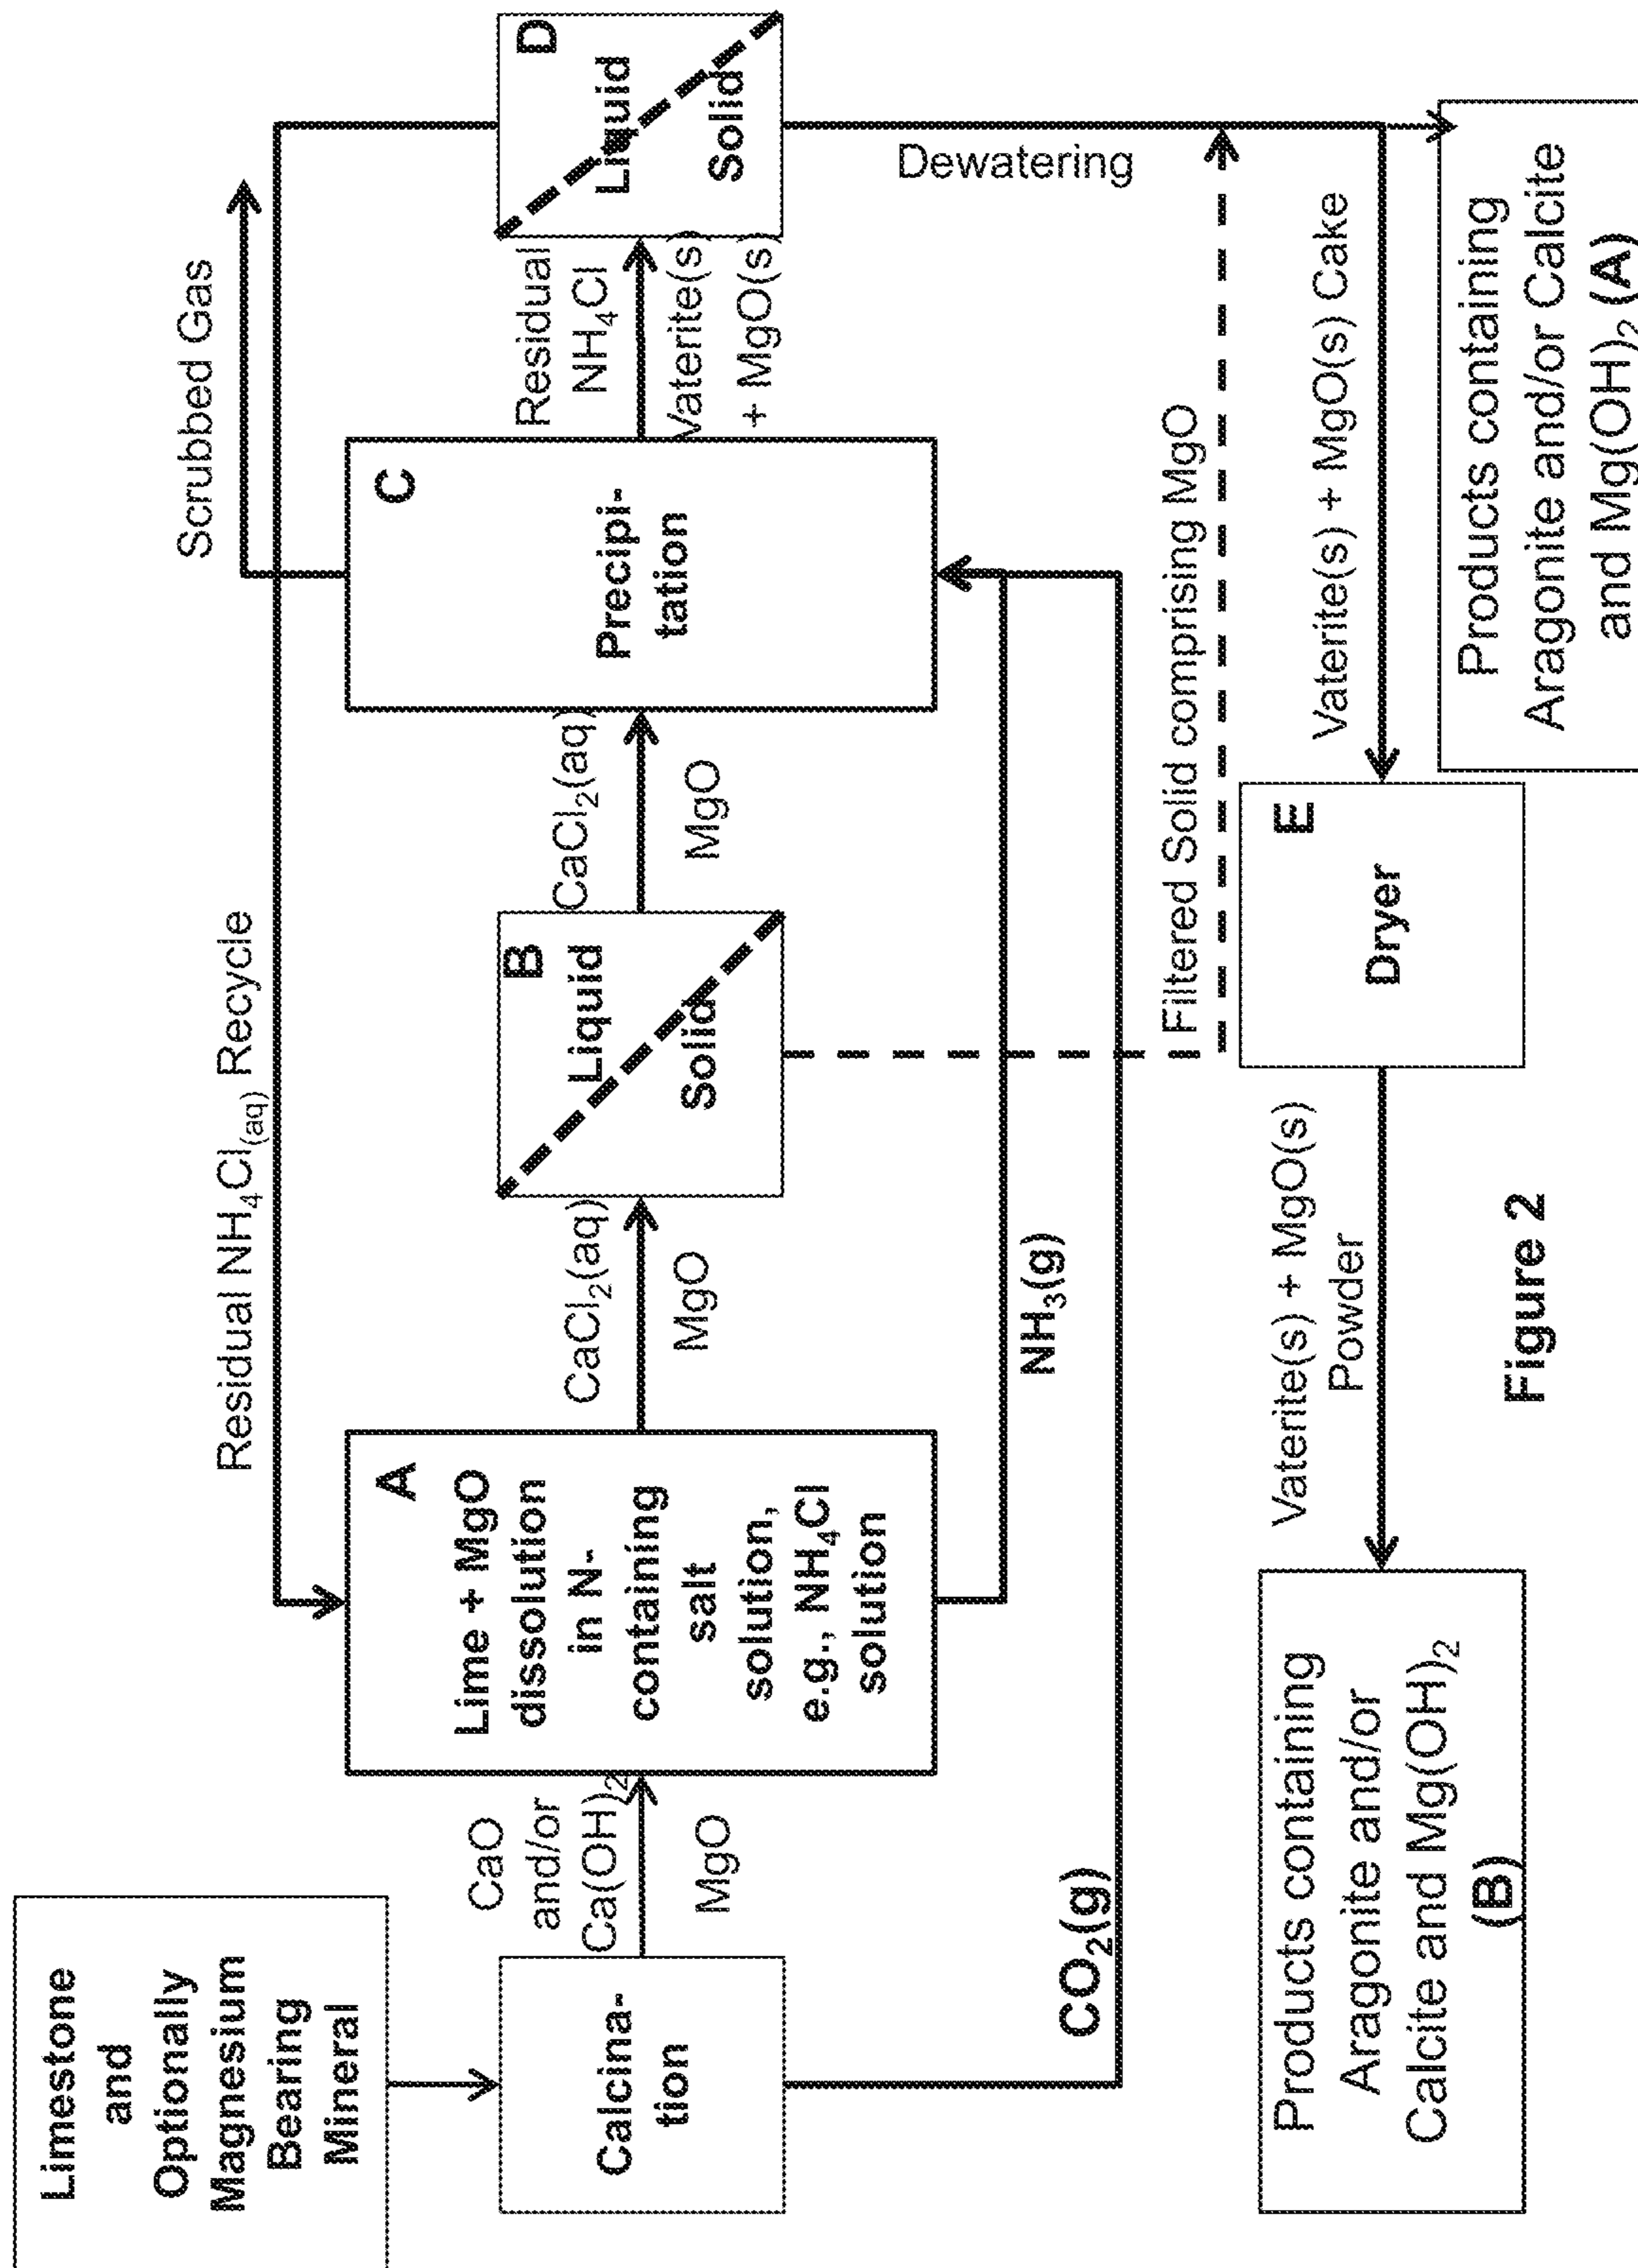 Limestone
and
Optionally
Magnesium
Bearing
Mineral
Calcina-
tion
CaO
and/or
Ca(OH)₂
MgO
A
Lime + MgO
dissolution
in N-
containing
salt
solution,
e.g., NH₄Cl
solution
Residual NH₄Cl(aq) Recycle
Scrubbed Gas
CaCl₂(aq)
MgO
B
Liquid
Solid
CaCl₂(aq)
MgO
C
Precipi-
tation
Residual
NH₄Cl
Vaterite(s)
+ MgO(s)
D
Liquid
Solid
Dewatering
NH₃(g)
CO₂(g)
Filtered Solid comprising MgO
Vaterite(s) + MgO(s) Cake
E
Dryer
Vaterite(s) + MgO(s)
Powder
Products containing
Aragonite and/or
Calcite and Mg(OH)₂
(B)
Products containing
Aragonite and/or Calcite
and Mg(OH)₂ (A)
Figure 2